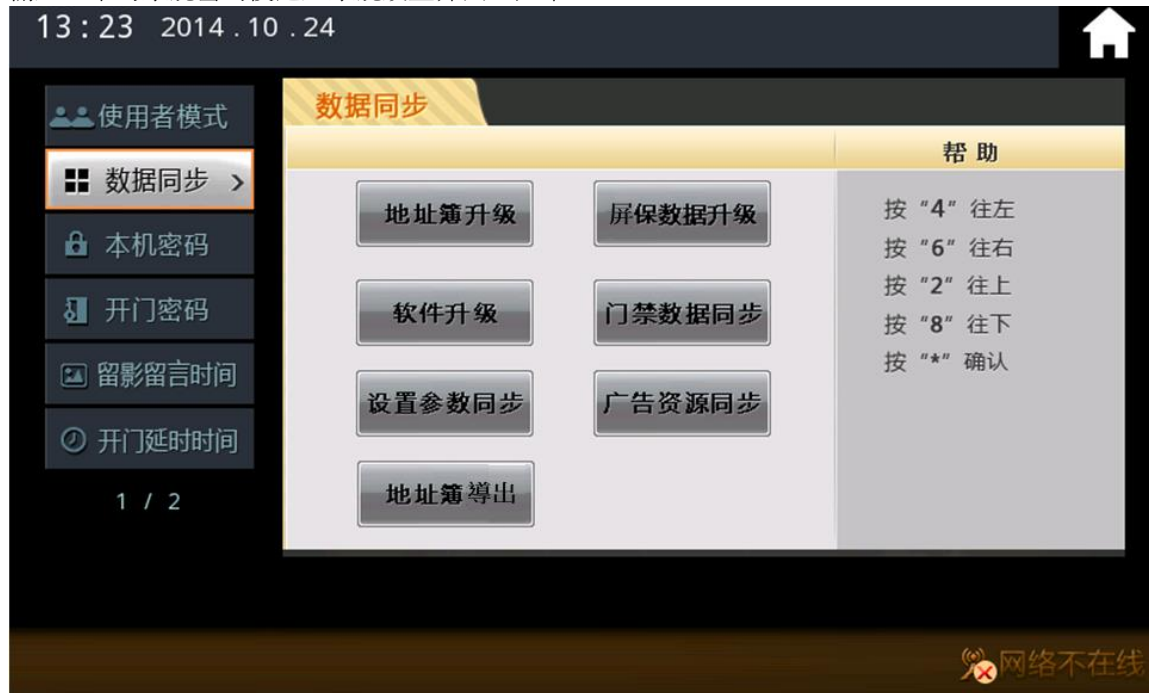 13:23 2014.10.24
使用者模式
数据同步 >
本机密码
开门密码
留影留言时间
开门延时时间
1 / 2
数据同步
地址簿升级 屏保数据升级
软件升级 门禁数据同步
设置参数同步 广告资源同步
地址簿導出
帮 助
按 "4" 往左
按 "6" 往右
按 "2" 往上
按 "8" 往下
按 "*" 确认
网络不在线